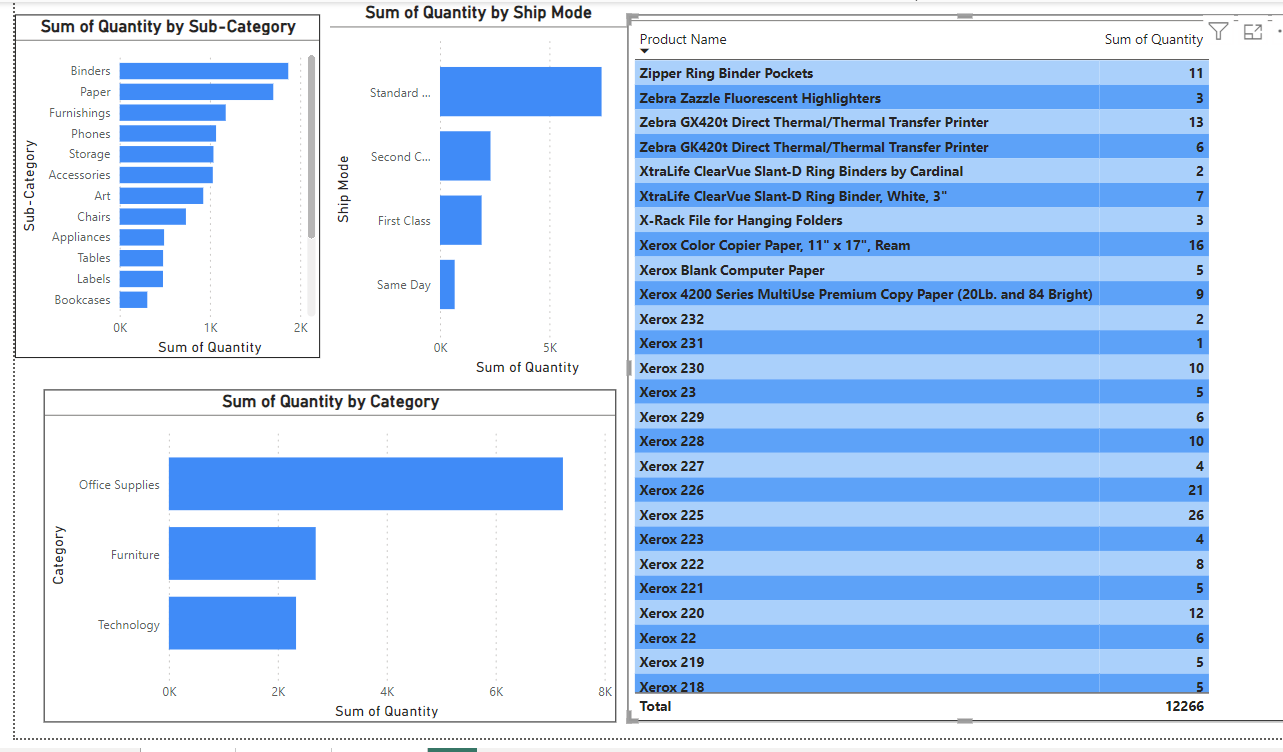 Sum of Quantity by Sub-Category
Sub-Category
Binders
Paper
Furnishings
Phones
Storage
Accessories
Art
Chairs
Appliances
Tables
Labels
Bookcases
0K 1K 2K
Sum of Quantity
Sum of Quantity by Ship Mode
Ship Mode
Standard ...
Second C...
First Class
Same Day
0K 5K
Sum of Quantity
Sum of Quantity by Category
Category
Office Supplies
Furniture
Technology
0K 2K 4K 6K 8K
Sum of Quantity
Product Name Sum of Quantity
Zipper Ring Binder Pockets 11
Zebra Zazzle Fluorescent Highlighters 3
Zebra GX420t Direct Thermal/Thermal Transfer Printer 13
Zebra GK420t Direct Thermal/Thermal Transfer Printer 6
XtraLife ClearVue Slant-D Ring Binders by Cardinal 2
XtraLife ClearVue Slant-D Ring Binder, White, 3" 7
X-Rack File for Hanging Folders 3
Xerox Color Copier Paper, 11" x 17", Ream 16
Xerox Blank Computer Paper 5
Xerox 4200 Series MultiUse Premium Copy Paper (20Lb. and 84 Bright) 9
Xerox 232 2
Xerox 231 1
Xerox 230 10
Xerox 23 5
Xerox 229 6
Xerox 228 10
Xerox 227 4
Xerox 226 21
Xerox 225 26
Xerox 223 4
Xerox 222 8
Xerox 221 5
Xerox 220 12
Xerox 22 6
Xerox 219 5
Xerox 218 5
Total 12266